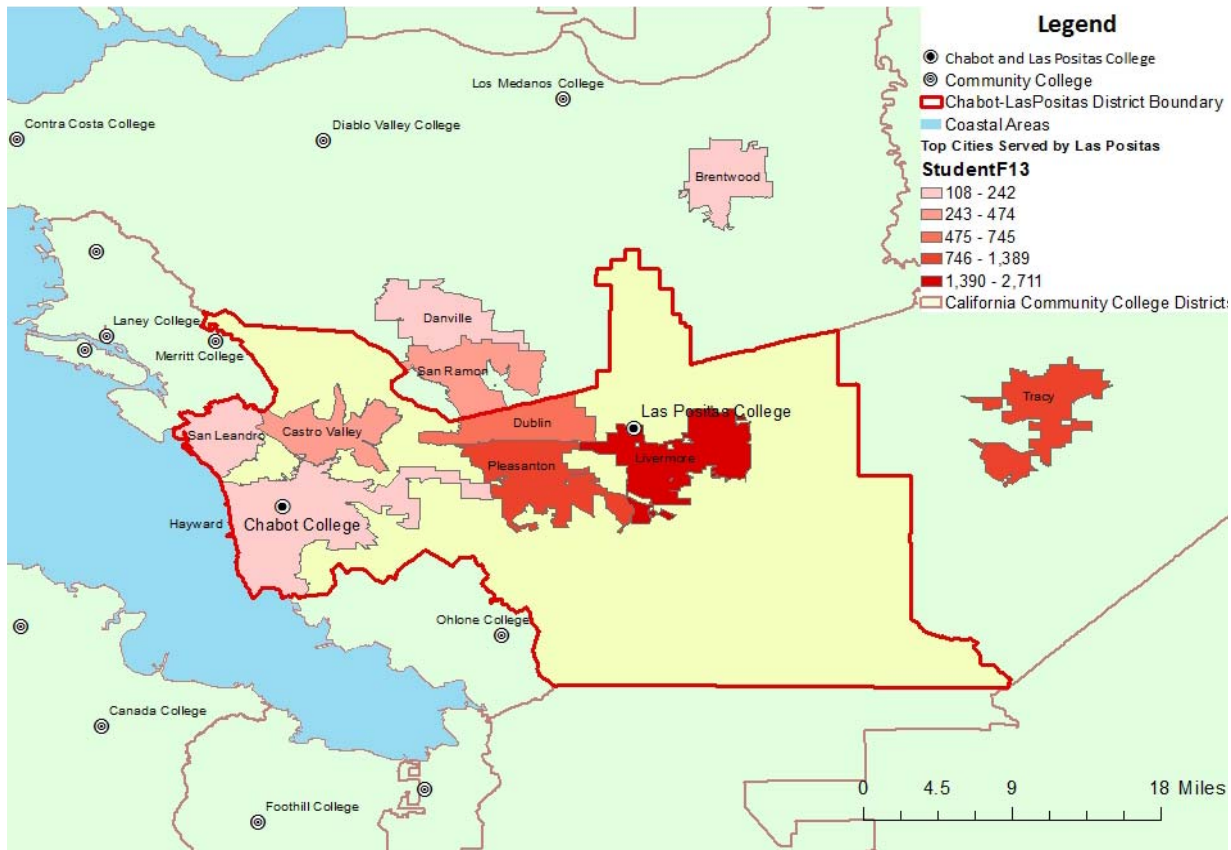 Legend
Chabot and Las Positas College
Community College
Chabot-LasPositas District Boundary
Coastal Areas
Top Cities Served by Las Positas
StudentF13
108 - 242
243 - 474
475 - 745
746 - 1,389
1,390 - 2,711
California Community College Districts
Los Medanos College
Contra Costa College
Diablo Valley College
Brentwood
Danville
Laney College
Merritt College
San Ramon
Tracy
Las Positas College
Dublin
San Leandro
Castro Valley
Livermore
Pleasanton
Hayward
Chabot College
Ohlone College
Canada College
Foothill College
0 4.5 9 18 Miles